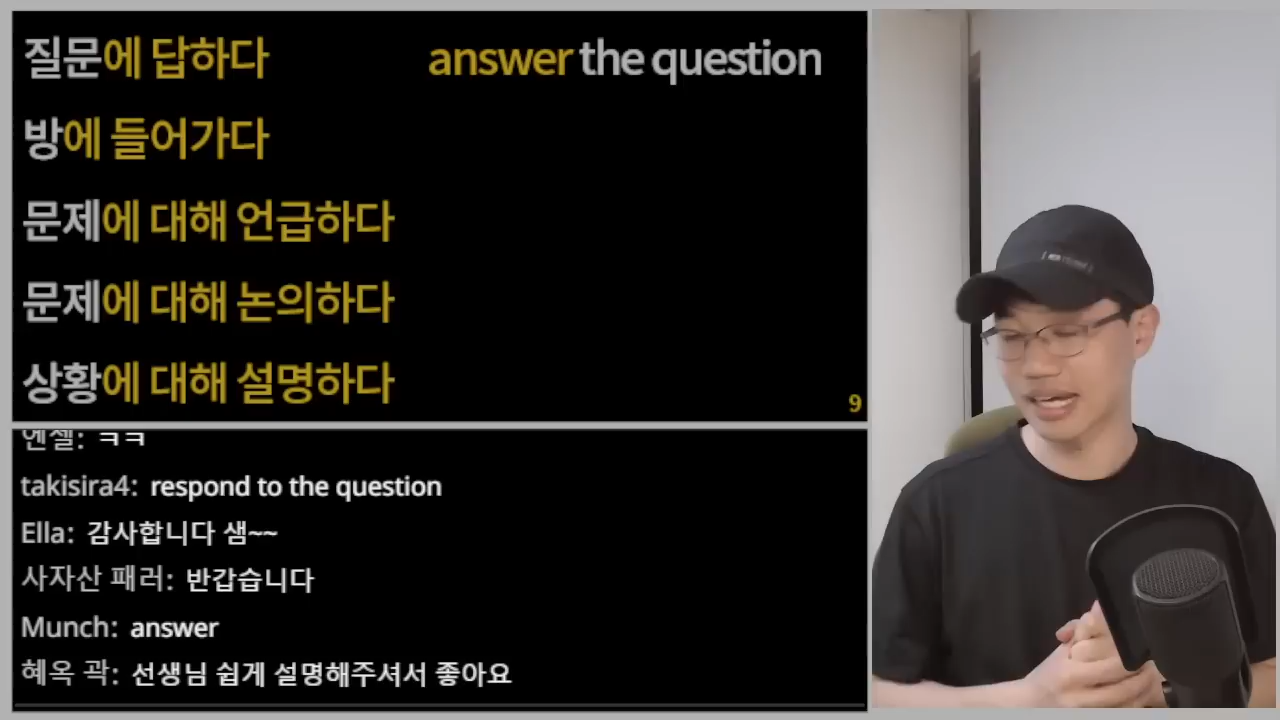 질문에 답하다 answer the question
방에 들어가다
문제에 대해 언급하다
문제에 대해 논의하다
상황에 대해 설명하다
9
엔젤: ㅋㅋ
takisira4: respond to the question
Ella: 감사합니다 샘~~
사자산 패러: 반갑습니다
Munch: answer
혜옥 곽: 선생님 쉽게 설명해주셔서 좋아요